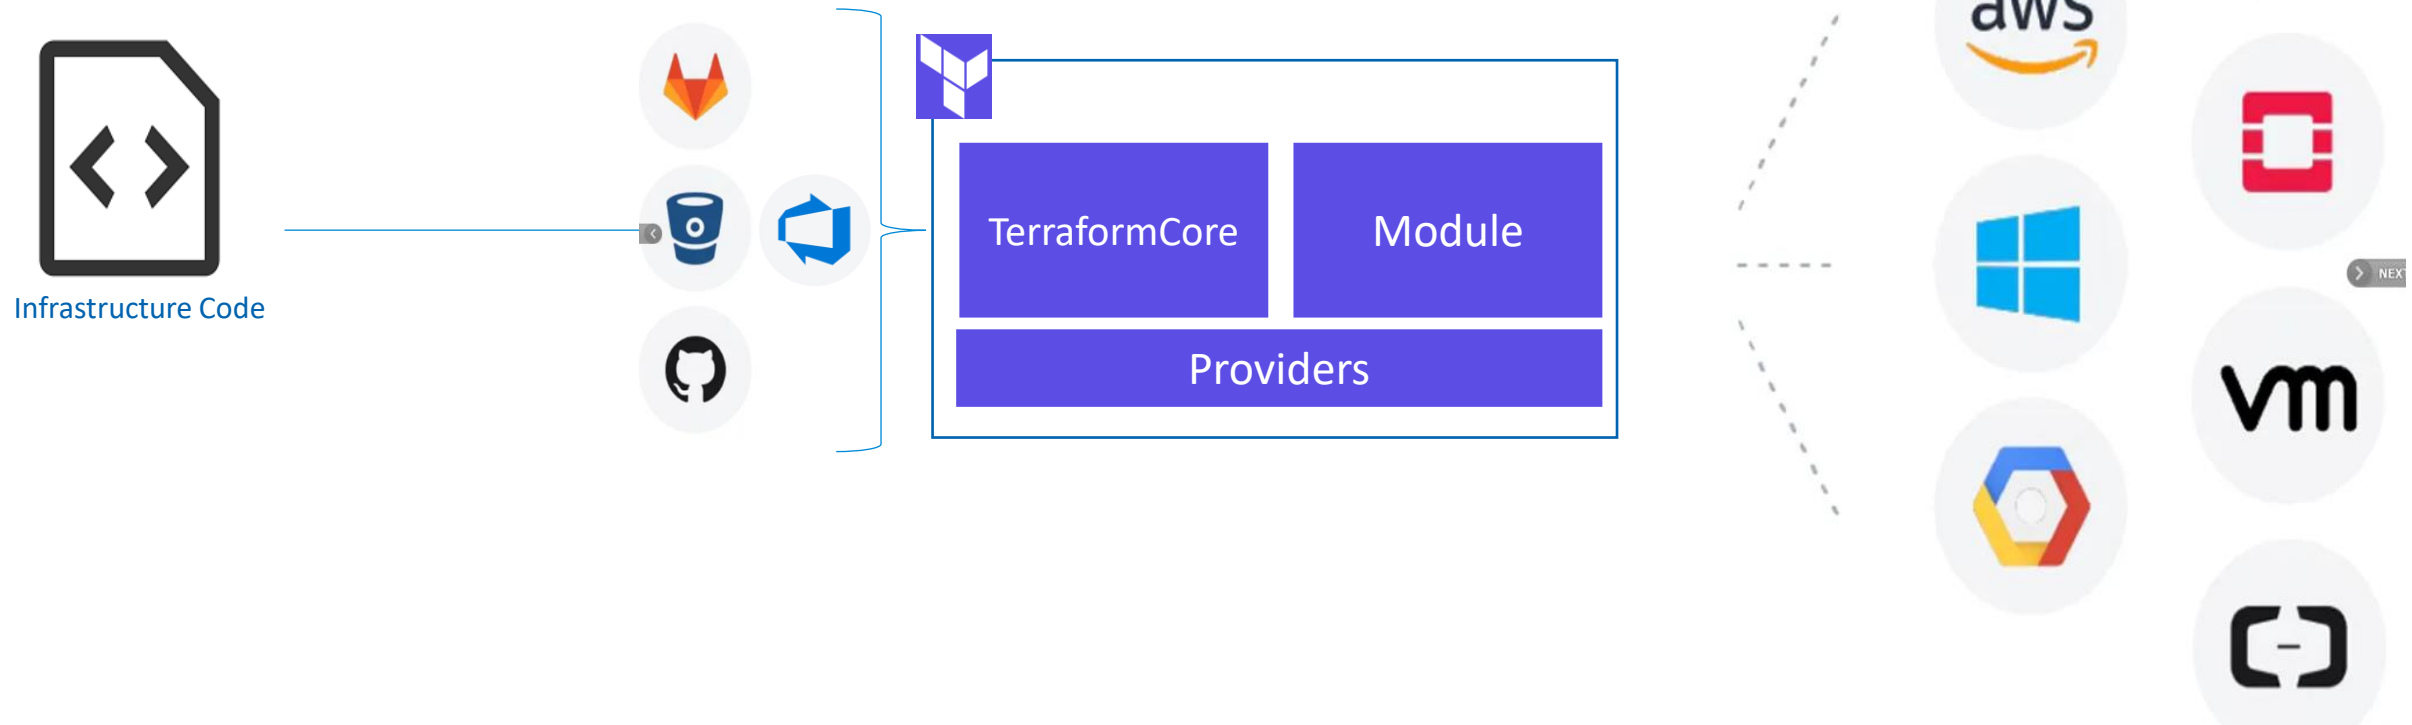 Infrastructure Code
TerraformCore
Module
Providers
aws
vm
NEXT